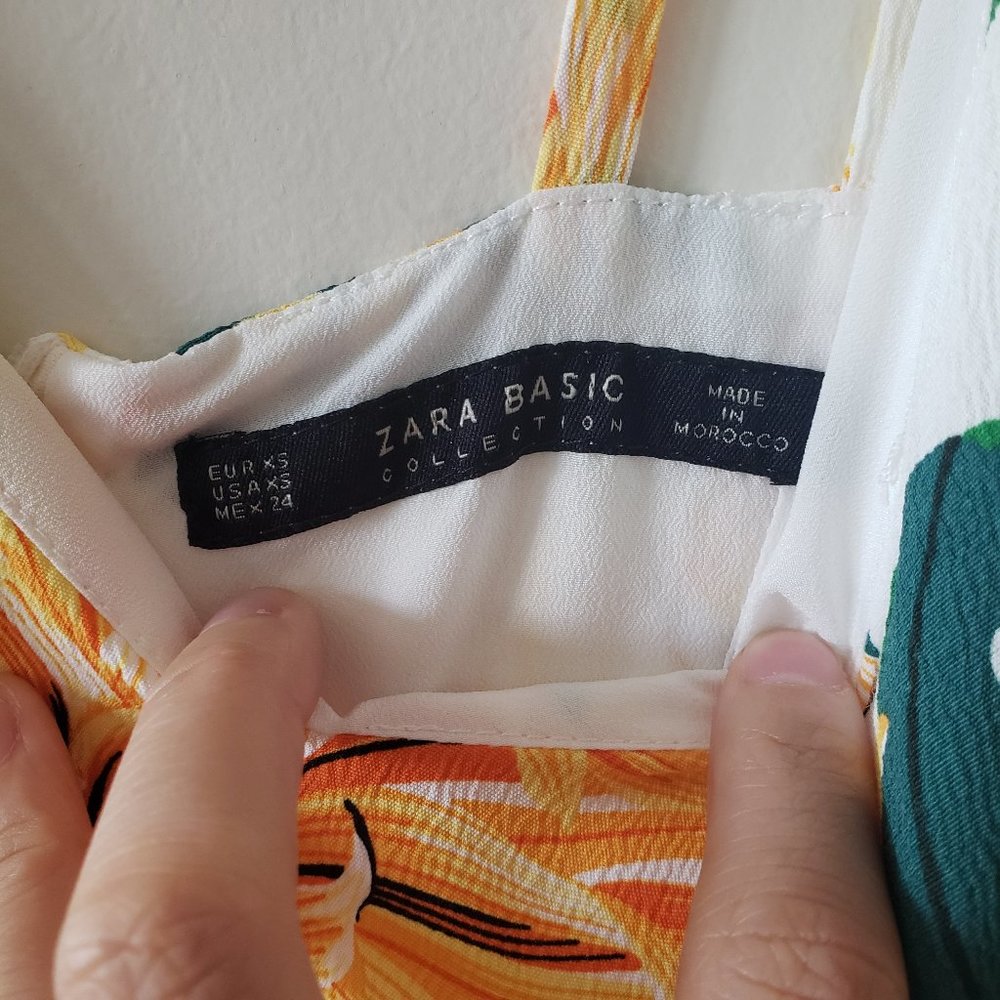 EUR XS
USA XS
MEX 24
ZARA BASIC
COLLECTION
MADE
IN
MOROCCO